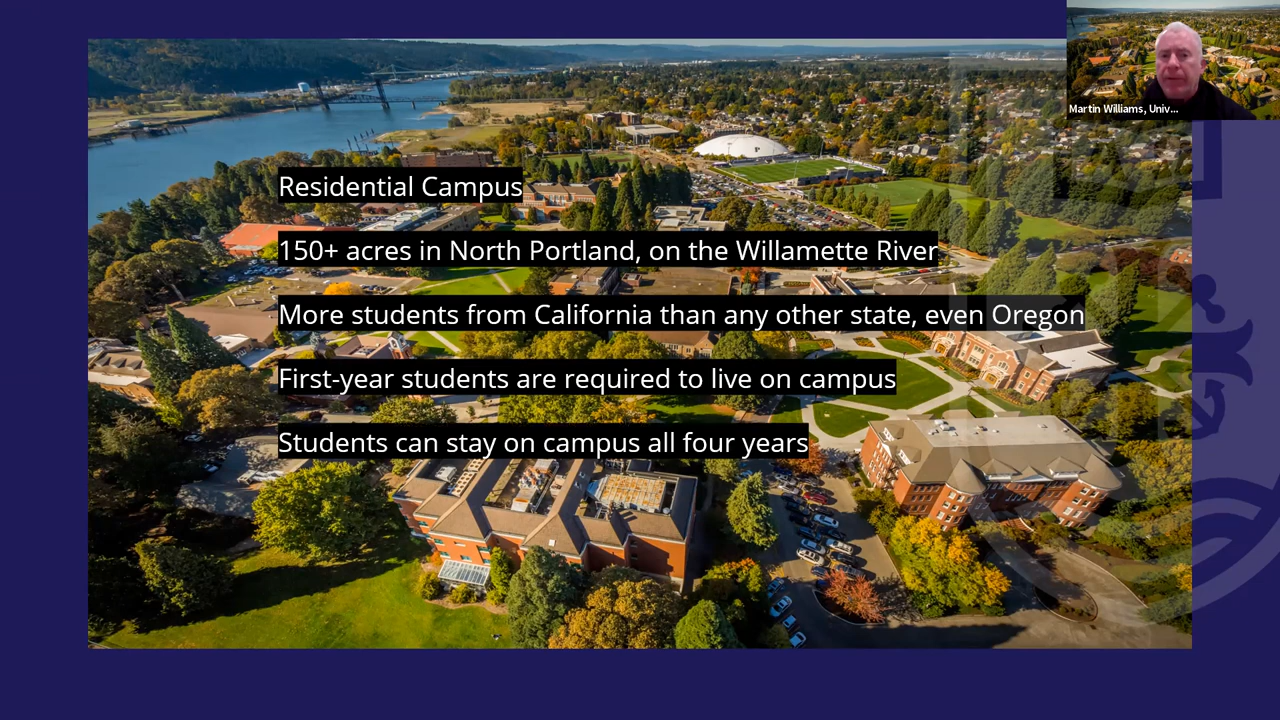 Martin Williams, Univ...
Residential Campus
150+ acres in North Portland, on the Willamette River
More students from California than any other state, even Oregon
First-year students are required to live on campus
Students can stay on campus all four years